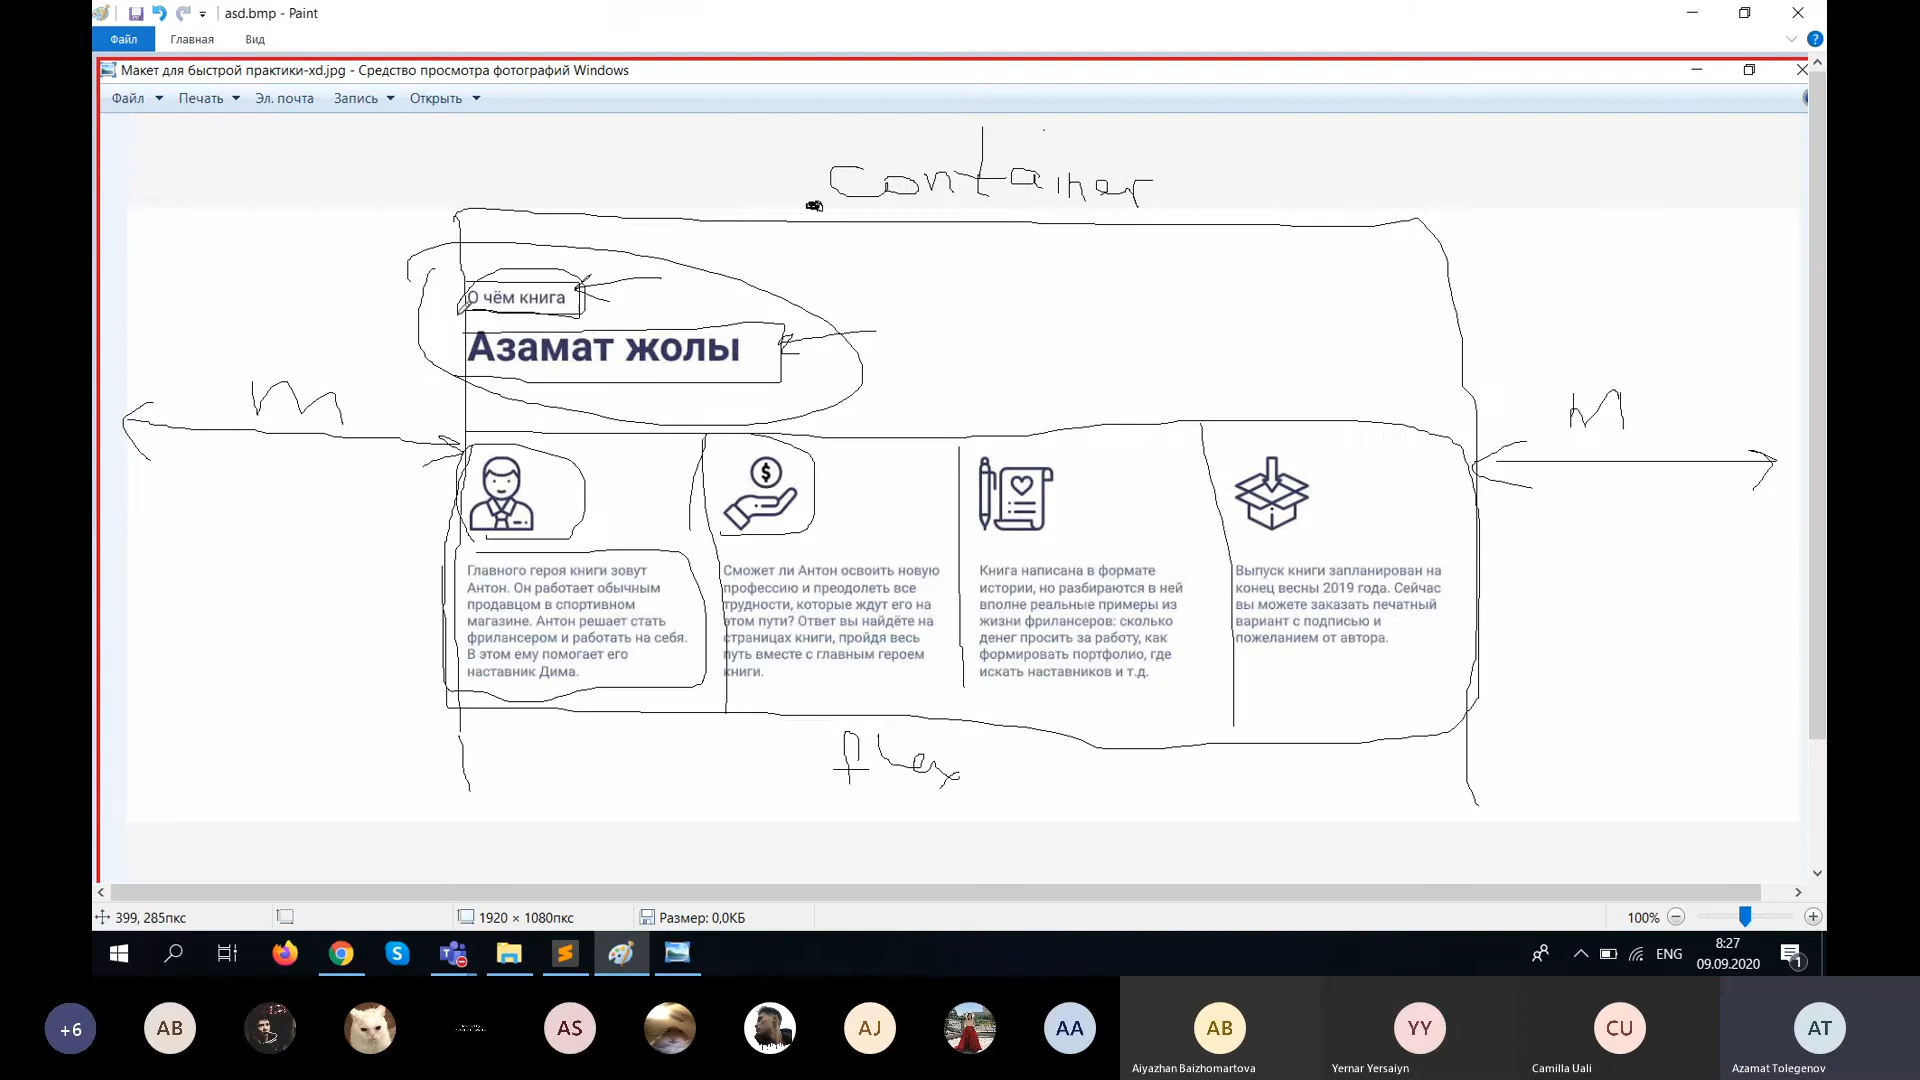 asd.bmp - Paint
Файл Главная Вид
Макет для быстрой практики-xd.jpg - Средство просмотра фотографий Windows
Файл Печать Эл. почта Запись Открыть
Container
О чём книга
Азамат жолы
m
M
$
Главного героя книги зовут
Антон. Он работает обычным
продавцом в спортивном
магазине. Антон решает стать
фрилансером и работать на себя.
В этом ему помогает его
наставник Дима.
Сможет ли Антон освоить новую
профессию и преодолеть все
трудности, которые ждут его на
этом пути? Ответ вы найдёте на
страницах книги, пройдя весь
путь вместе с главным героем
книги.
Книга написана в формате
истории, но разбираются в ней
вполне реальные примеры из
жизни фрилансеров: сколько
денег просить за работу, как
формировать портфолио, где
искать наставников и т.д.
Выпуск книги запланирован на
конец весны 2019 года. Сейчас
вы можете заказать печатный
вариант с подписью и
пожеланием от автора.
flex
399, 285пкс
1920 × 1080пкс
Размер: 0,0КБ
100%
ENG
8:27
09.09.2020
1
+6
AB
AS
AJ
AA
AB
YY
CU
AT
Aiyazhan Baizhomartova
Yernar Yersaiyn
Camilla Uali
Azamat Tolegenov